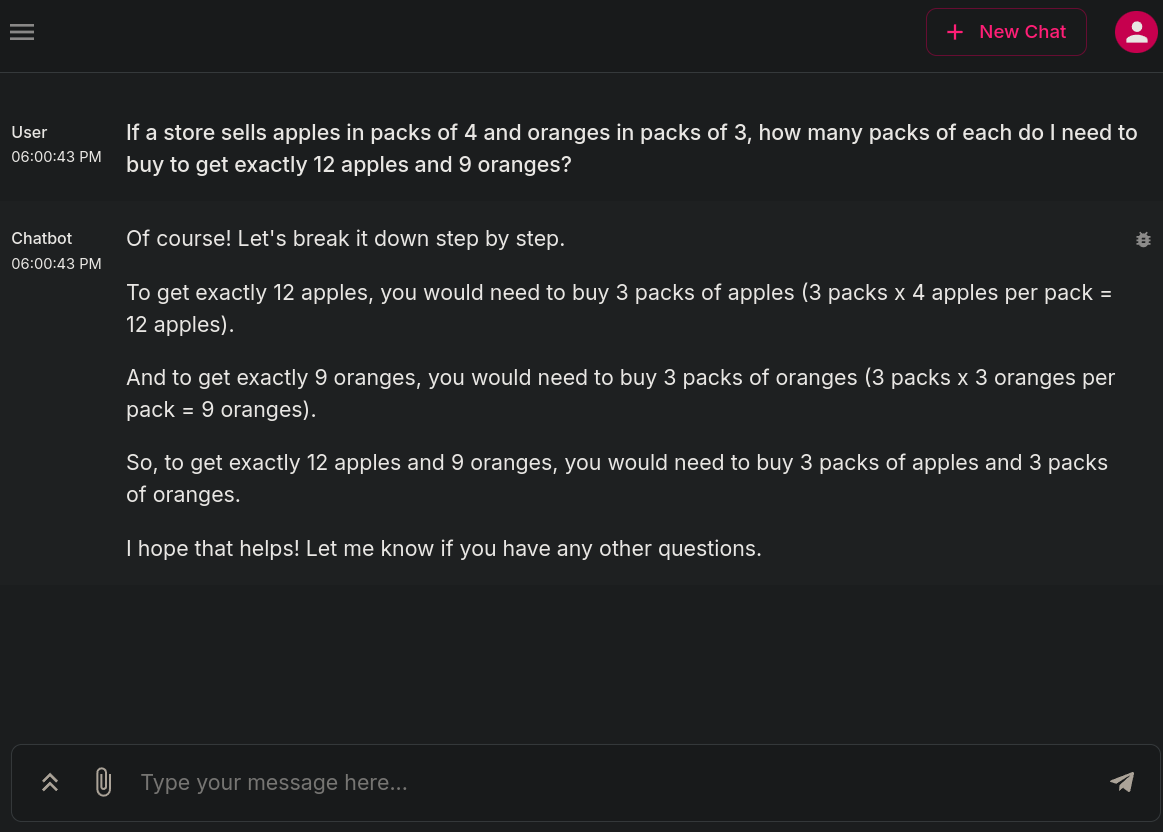 New Chat
User
06:00:43 PM
If a store sells apples in packs of 4 and oranges in packs of 3, how many packs of each do I need to
buy to get exactly 12 apples and 9 oranges?
Chatbot
06:00:43 PM
Of course! Let's break it down step by step.
To get exactly 12 apples, you would need to buy 3 packs of apples (3 packs x 4 apples per pack =
12 apples).
And to get exactly 9 oranges, you would need to buy 3 packs of oranges (3 packs x 3 oranges per
pack = 9 oranges).
So, to get exactly 12 apples and 9 oranges, you would need to buy 3 packs of apples and 3 packs
of oranges.
I hope that helps! Let me know if you have any other questions.
Type your message here...